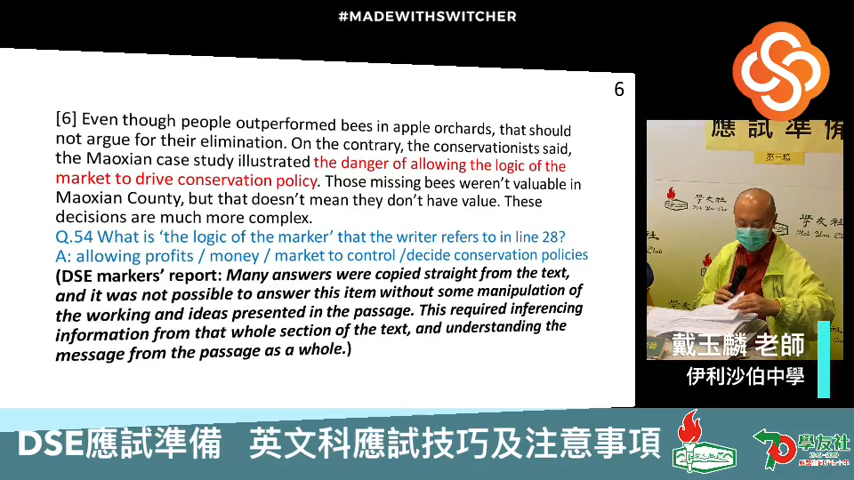 #MADEWITHSWITCHER
6
[6] Even though people outperformed bees in apple orchards, that should
not argue for their elimination. On the contrary, the conservationists said,
the Maoxian case study illustrated the danger of allowing the logic of the
market to drive conservation policy. Those missing bees weren't valuable in
Maoxian County, but that doesn't mean they don't have value. These
decisions are much more complex.
Q.54 What is 'the logic of the marker' that the writer refers to in line 28?
A: allowing profits / money / market to control /decide conservation policies
(DSE markers' report: Many answers were copied straight from the text,
and it was not possible to answer this item without some manipulation of
the working and ideas presented in the passage. This required inferencing
information from that whole section of the text, and understanding the
message from the passage as a whole.)
應試準備
第一場
學友社
學友社
戴玉麟 老師
伊利沙伯中學
DSE應試準備 英文科應試技巧及注意事項
70
學友社